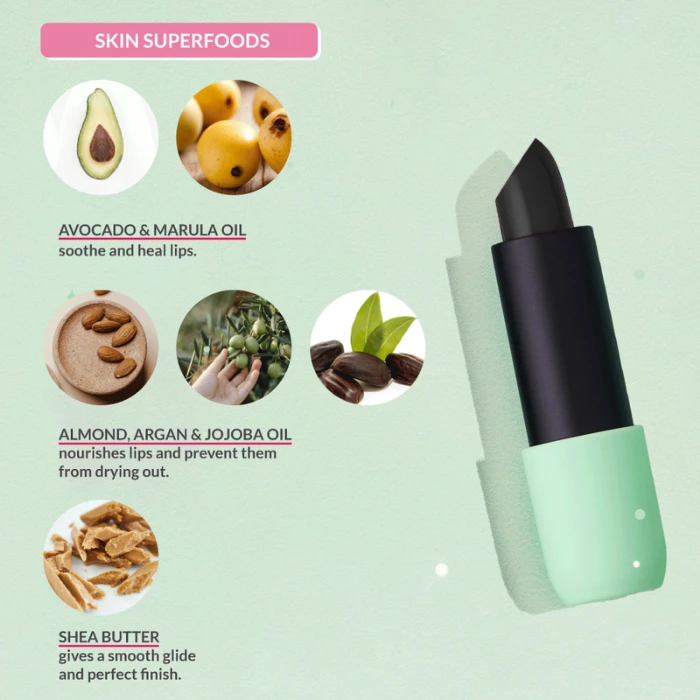 SKIN SUPERFOODS
AVOCADO & MARULA OIL
soothe and heal lips.
ALMOND, ARGAN & JOJOBA OIL
nourishes lips and prevent them
from drying out.
SHEA BUTTER
gives a smooth glide
and perfect finish.